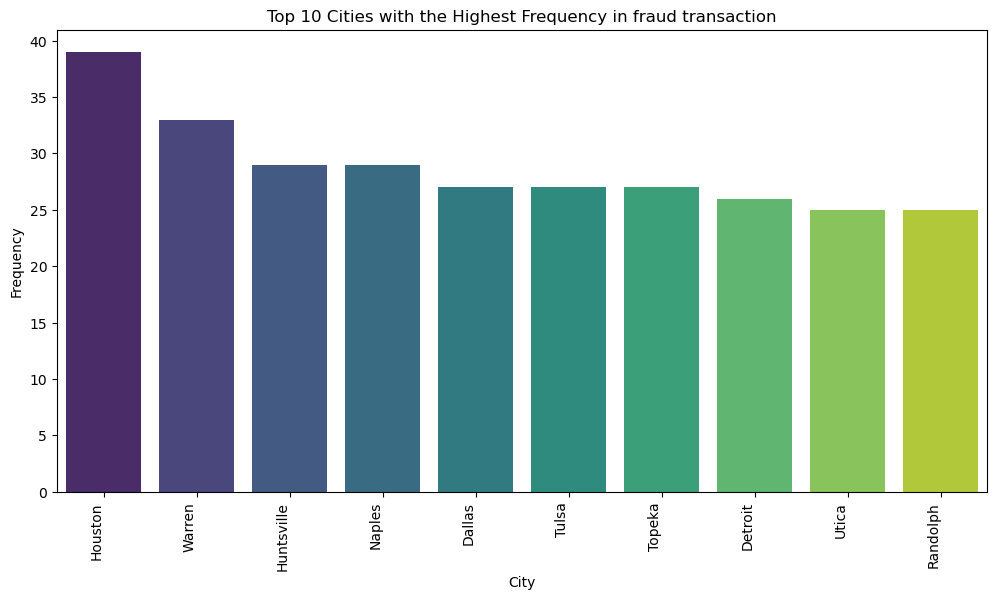 Top 10 Cities with the Highest Frequency in fraud transaction
40
35
30
25
20
15
10
5
0
Frequency
Houston
Warren
Huntsville
Naples
Dallas
Tulsa
Topeka
Detroit
Utica
Randolph
City